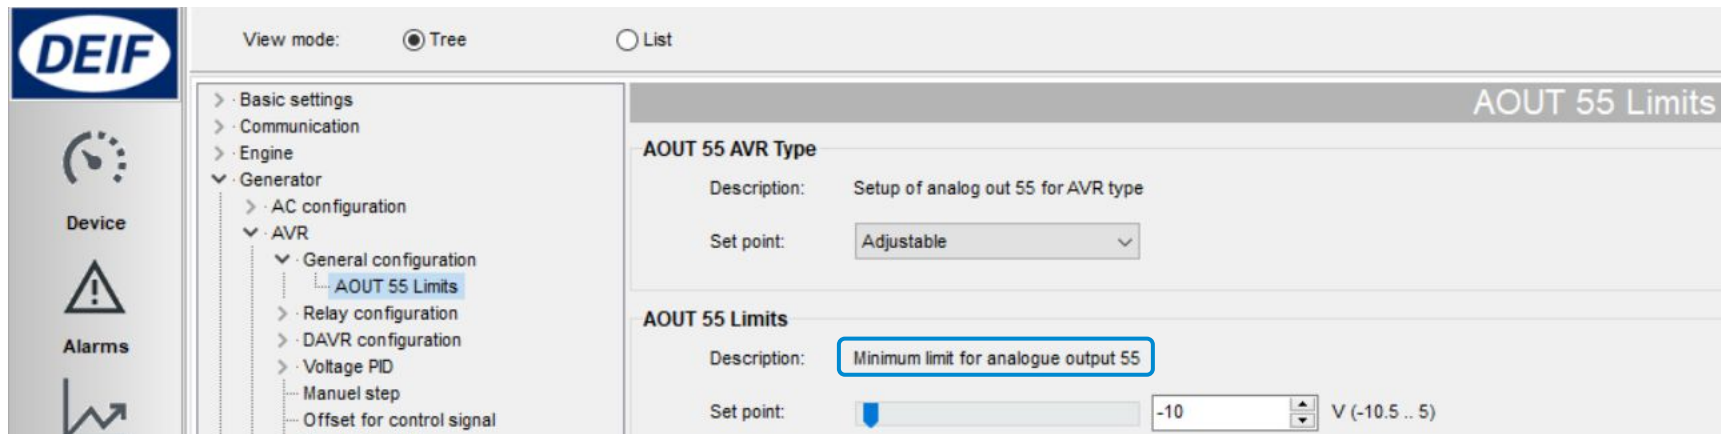 DEIF
View mode:
Tree
List
Device
Alarms
Basic settings
Communication
Engine
Generator
AC configuration
AVR
General configuration
AOUT 55 Limits
Relay configuration
DAVR configuration
Voltage PID
Manuel step
Offset for control signal
AOUT 55 Limits
AOUT 55 AVR Type
Description: Setup of analog out 55 for AVR type
Set point: Adjustable
AOUT 55 Limits
Description: Minimum limit for analogue output 55
Set point: -10 V (-10.5 .. 5)